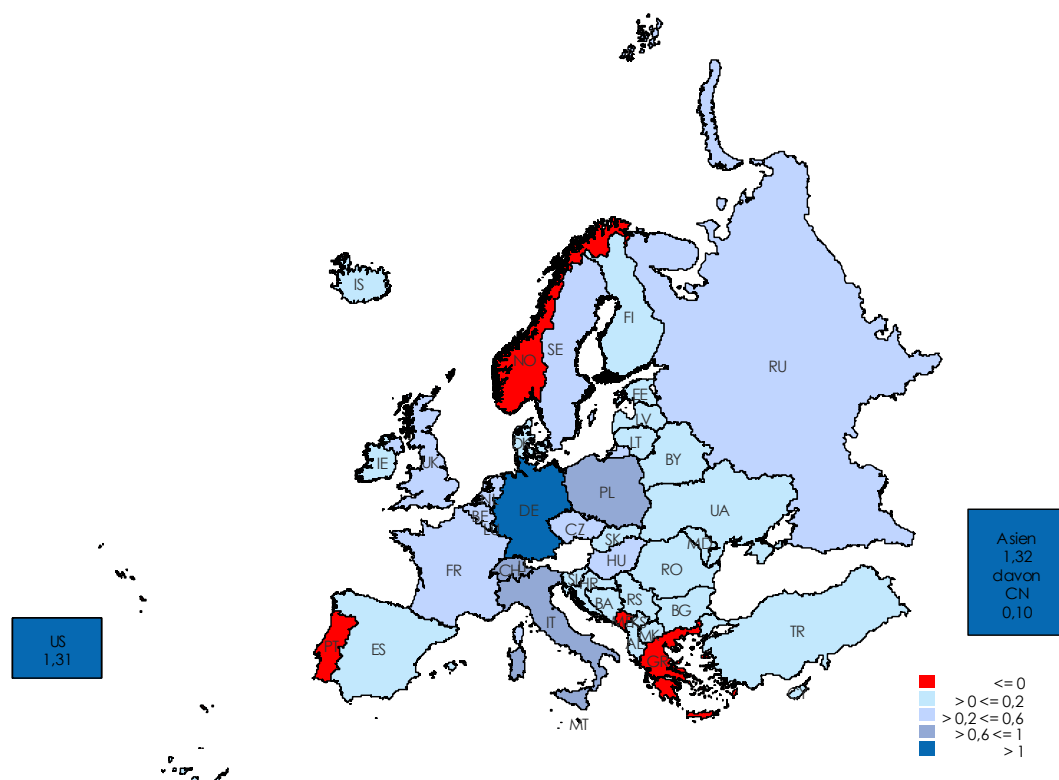 IS
FI
NO
SE
RU
EE
LV
LT
IE
UK
BY
DE
PL
BE
UA
CZ
SK
MD
FR
CH
HU
RO
SI
HR
BA
RS
BG
IT
MK
AL
PT
ES
GR
TR
MT
US
1,31
Asien
1,32
davon
CN
0,10
<= 0
> 0 <= 0,2
> 0,2 <= 0,6
> 0,6 <= 1
> 1